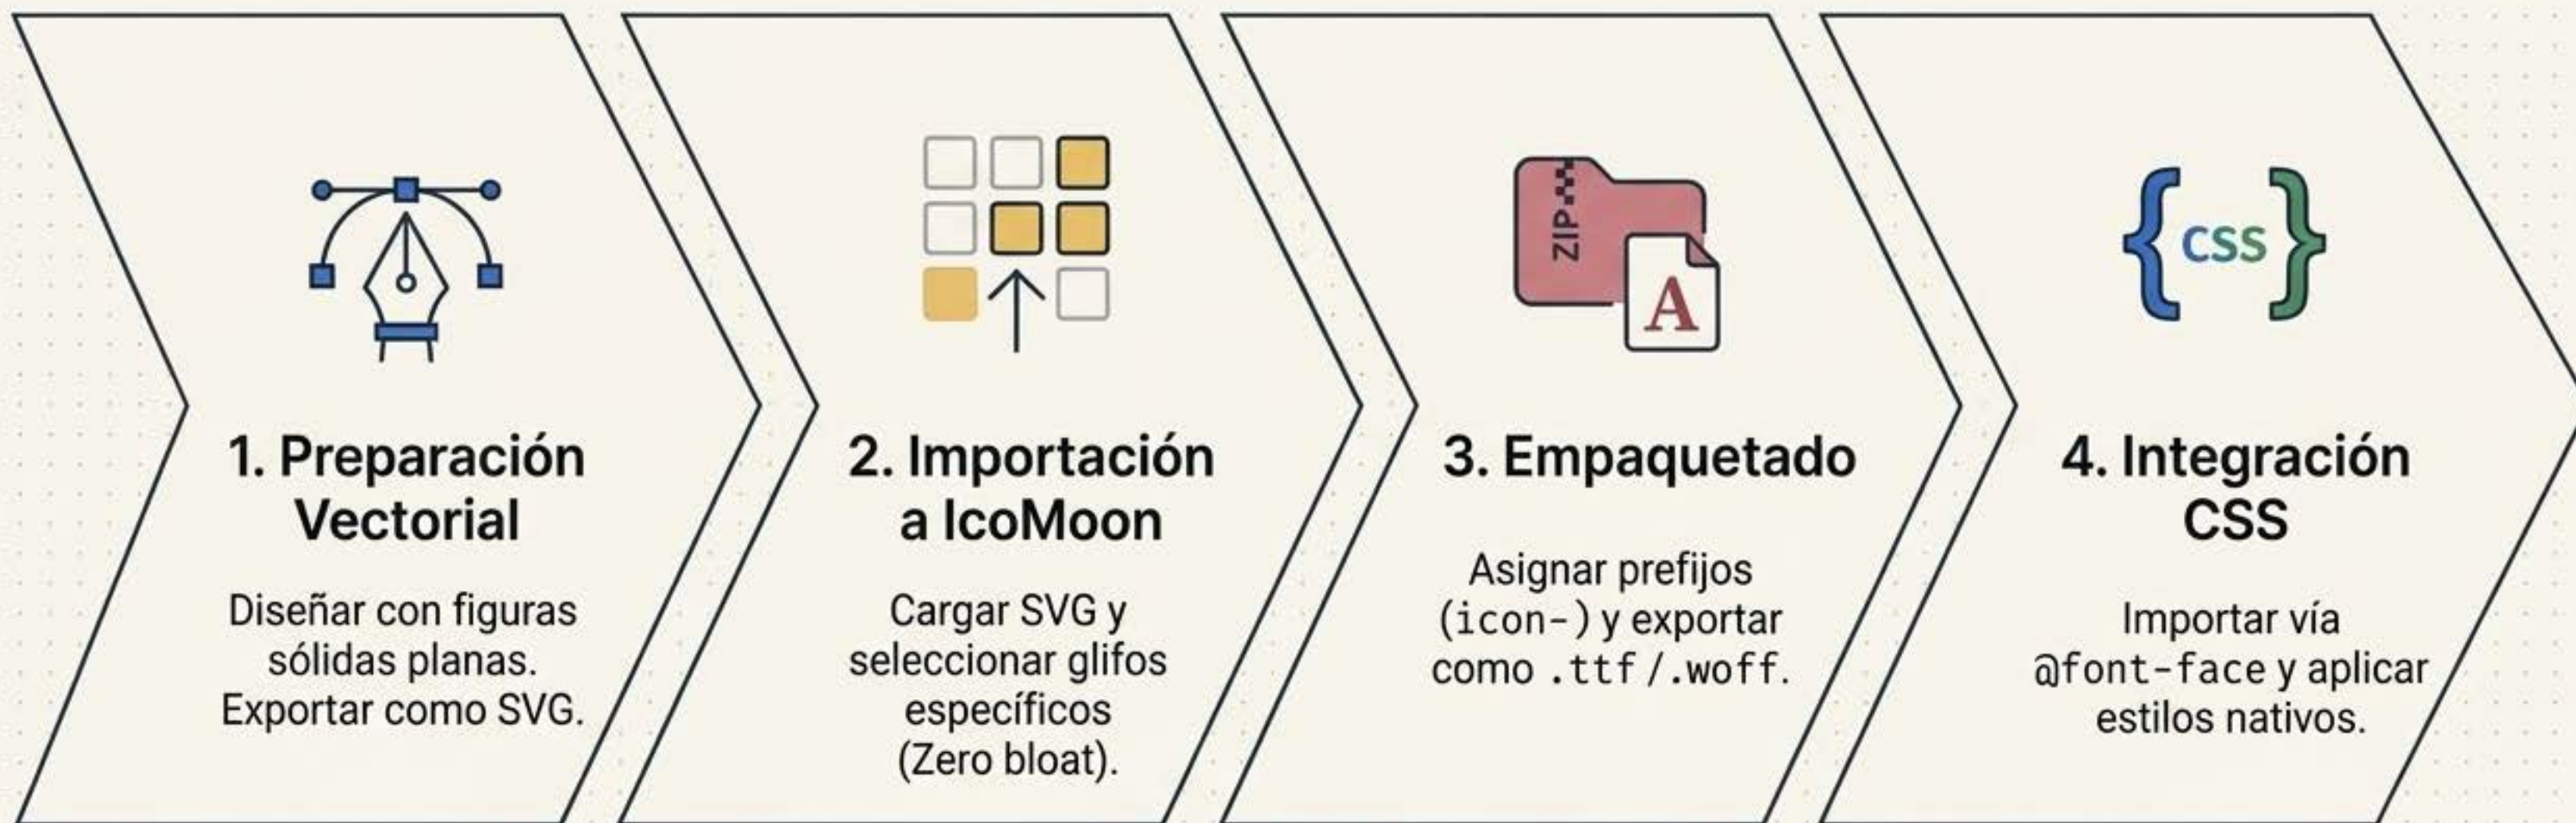 1. Preparación
Vectorial
Diseñar con figuras
sólidas planas.
Exportar como SVG.
2. Importación
a IcoMoon
Cargar SVG y
seleccionar glifos
específicos
(Zero bloat).
ZIP
A
3. Empaquetado
Asignar prefijos
(icon-) y exportar
como .ttf/.woff.
{css}
4. Integración
CSS
Importar vía
@font-face y aplicar
estilos nativos.